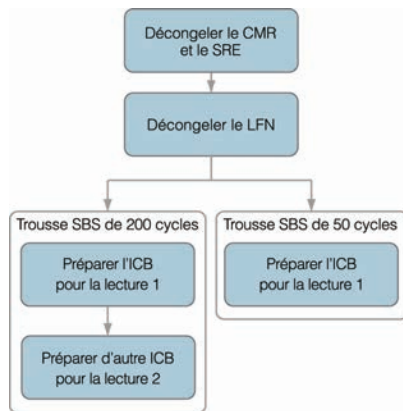 Décongeler le CMR
et le SRE
Décongeler le LFN
Trousse SBS de 200 cycles
Préparer l'ICB
pour la lecture 1
Préparer d'autre ICB
pour la lecture 2
Trousse SBS de 50 cycles
Préparer l'ICB
pour la lecture 1